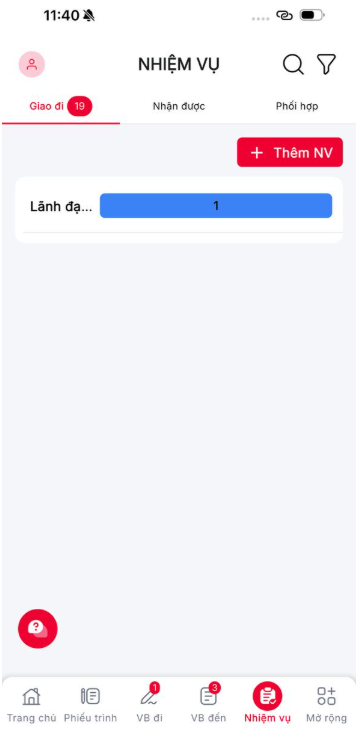 11:40
NHIỆM VỤ
Giao đi 19
Nhận được
Phối hợp
+ Thêm NV
Lãnh đạ... 1
?
1
3
Trang chủ
Phiếu trình
VB đi
VB đến
Nhiệm vụ
Mở rộng